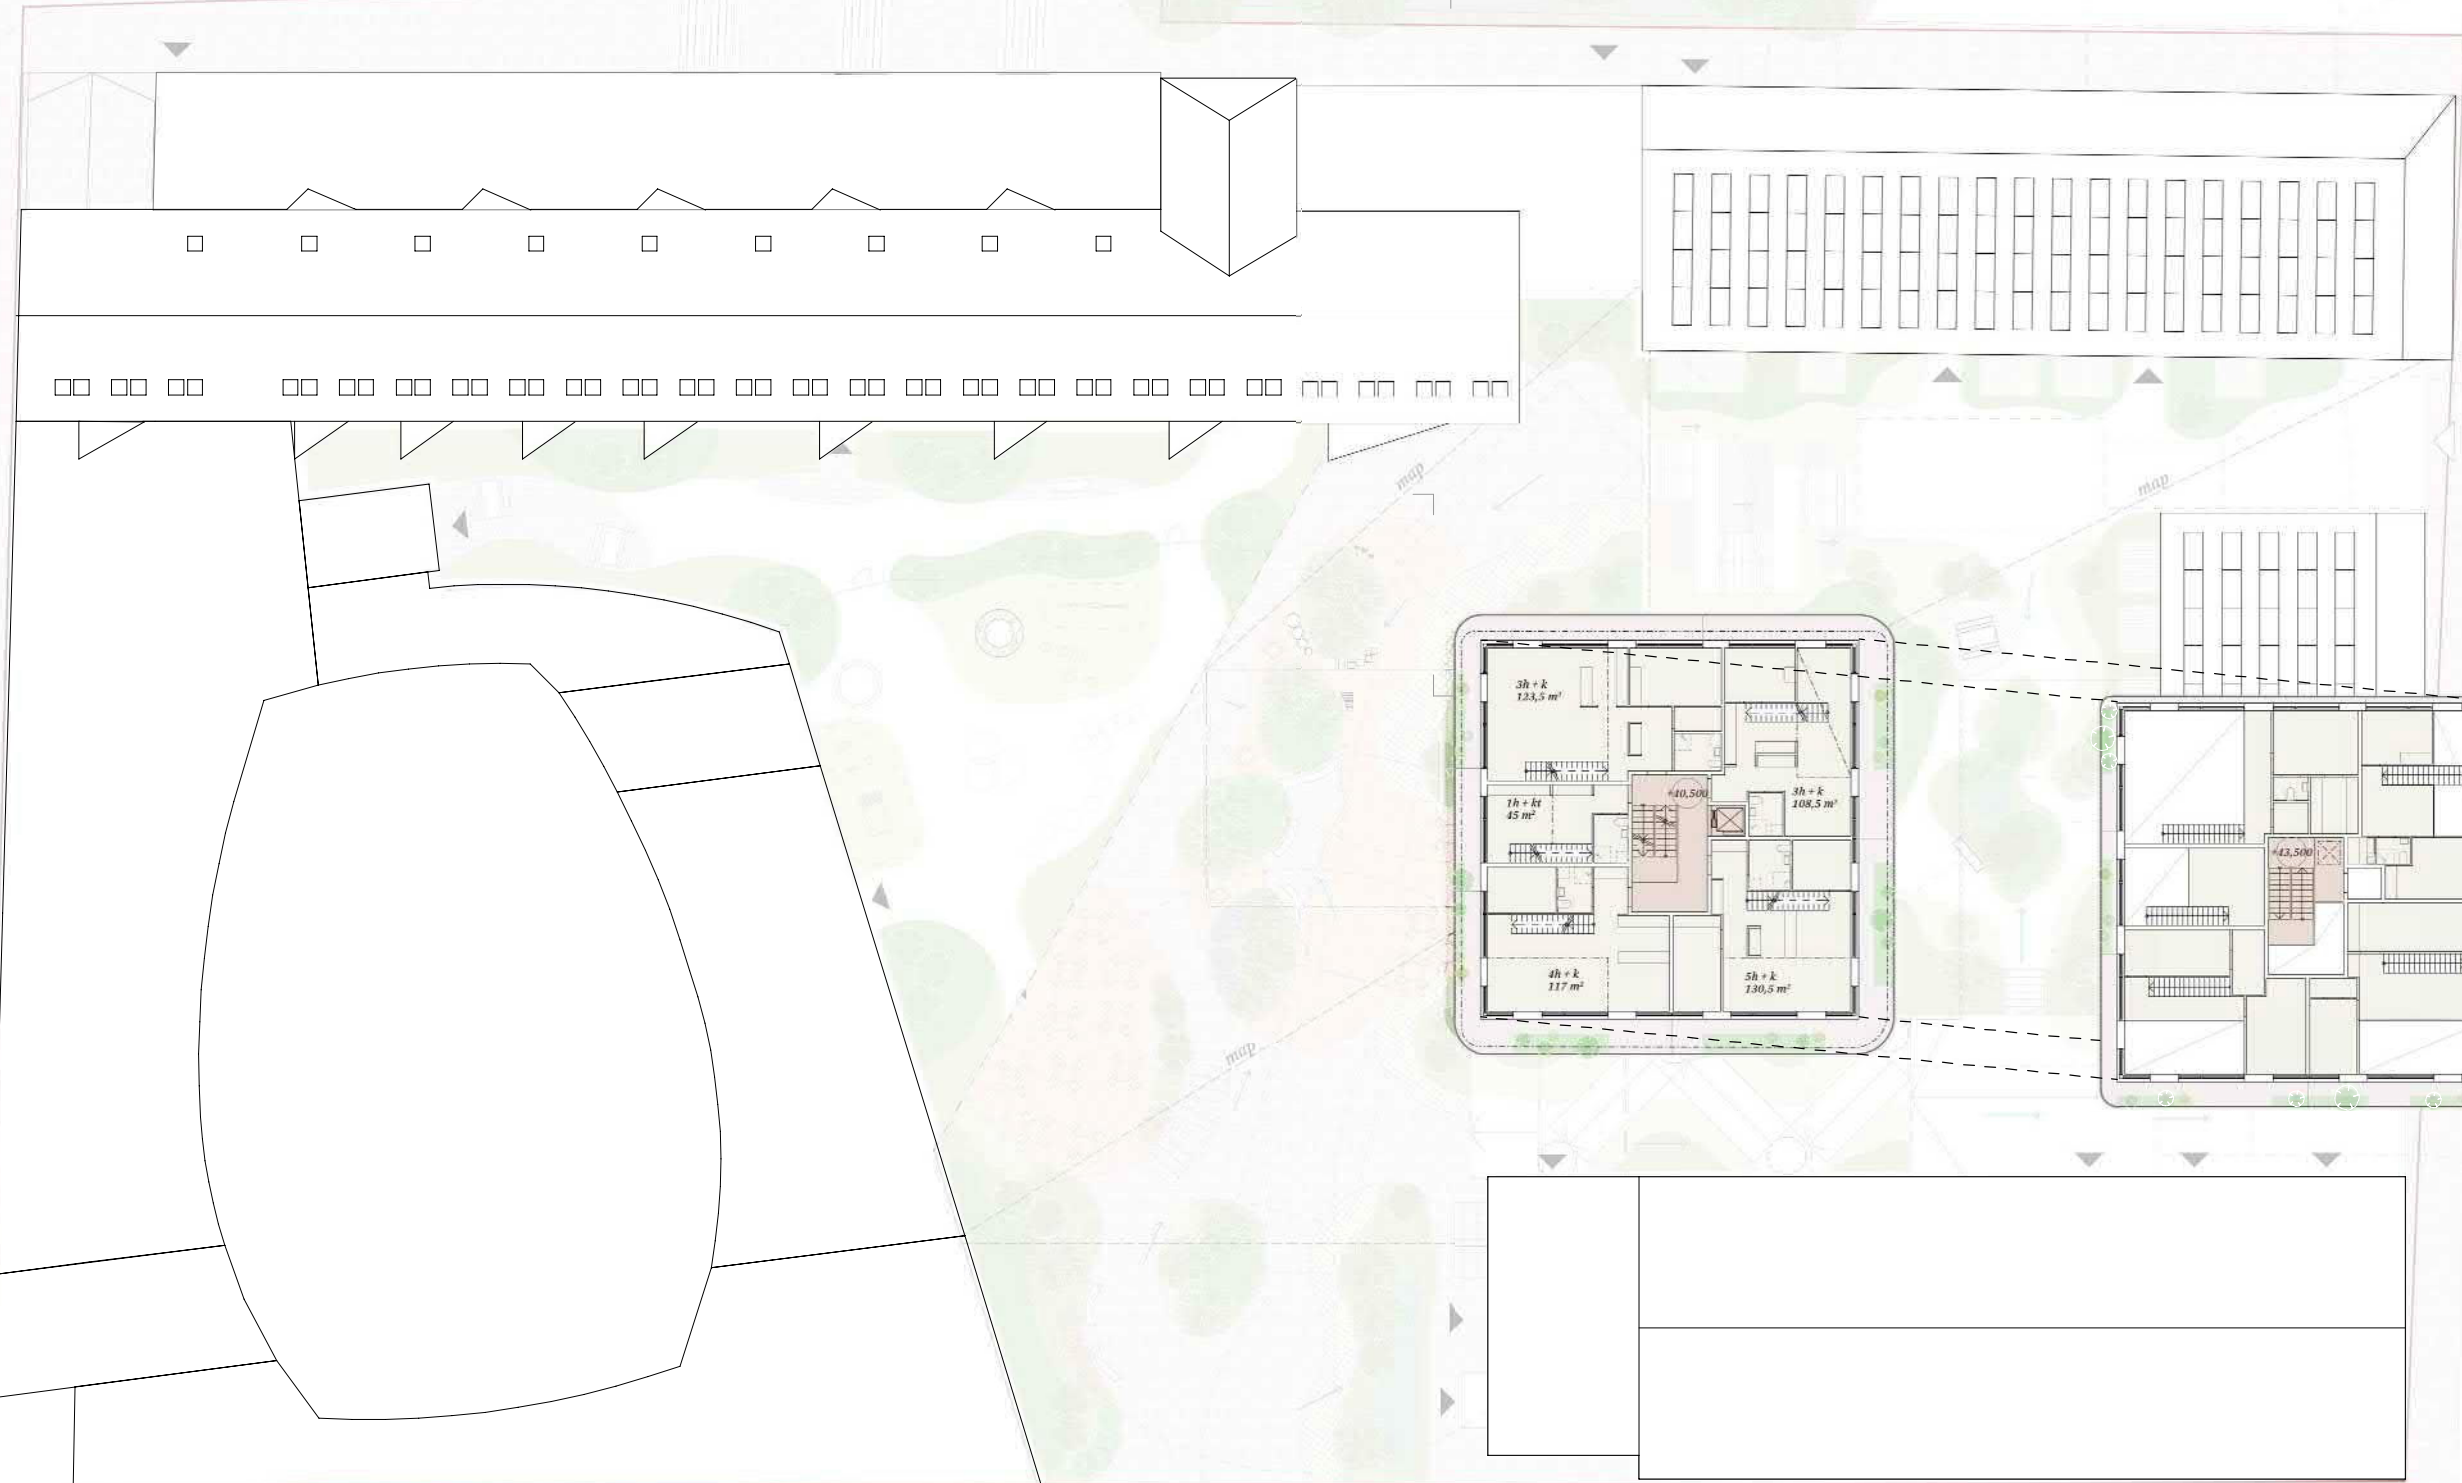 map
map
3h + k
123,5 m²
+40,500
3h + k
108,5 m²
1h + kt
45 m²
+43,500
4h + k
117 m²
5h + k
130,5 m²
map